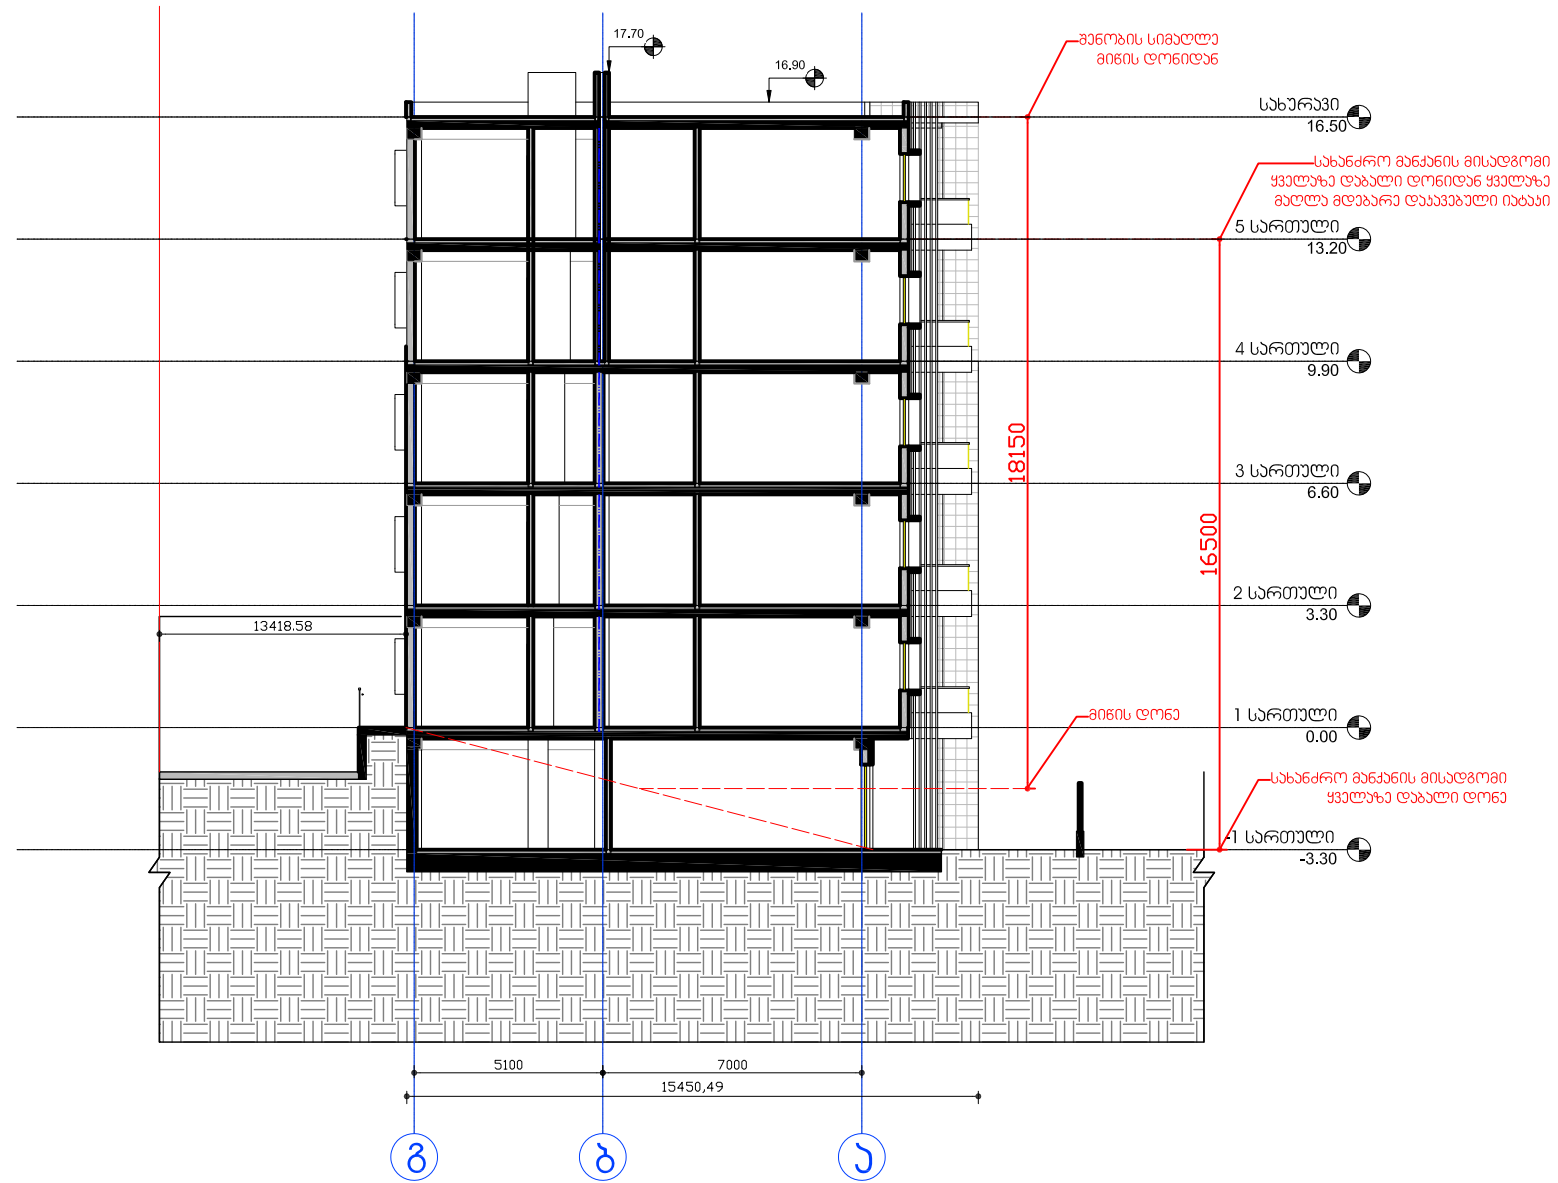 17.70
16.90
შენობის სიმაღლე
მიწის დონიდან
სახურავი
16.50
სახანძრო მანქანის მისადგომი
ყველაზე დაბალი დონიდან ყველაზე
მაღლა მდებარე დაკავებული იატაკი
5 სართული
13.20
4 სართული
9.90
18150
3 სართული
6.60
16500
2 სართული
3.30
13418.58
მიწის დონე
1 სართული
0.00
სახანძრო მანქანის მისადგომი
ყველაზე დაბალი დონე
-1 სართული
-3.30
5100
7000
15450,49
გ
ბ
ა